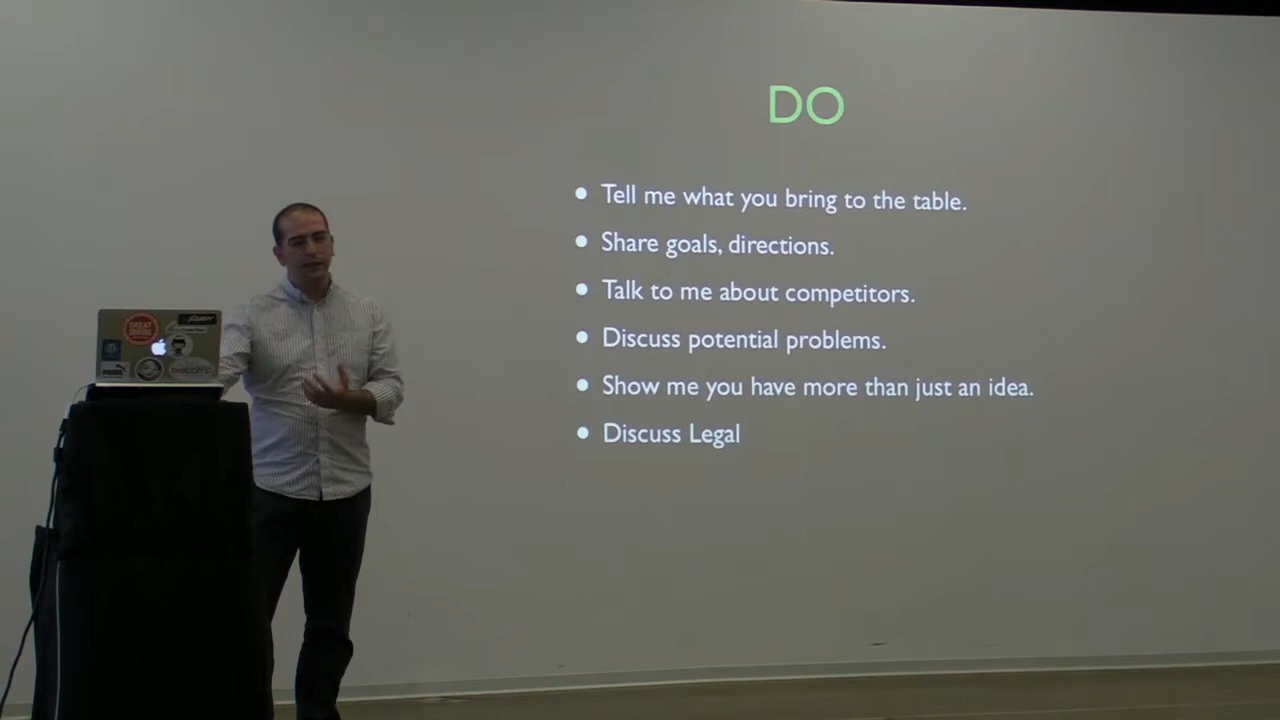 DO
• Tell me what you bring to the table.
• Share goals, directions.
• Talk to me about competitors.
• Discuss potential problems.
• Show me you have more than just an idea.
• Discuss Legal
GREAT